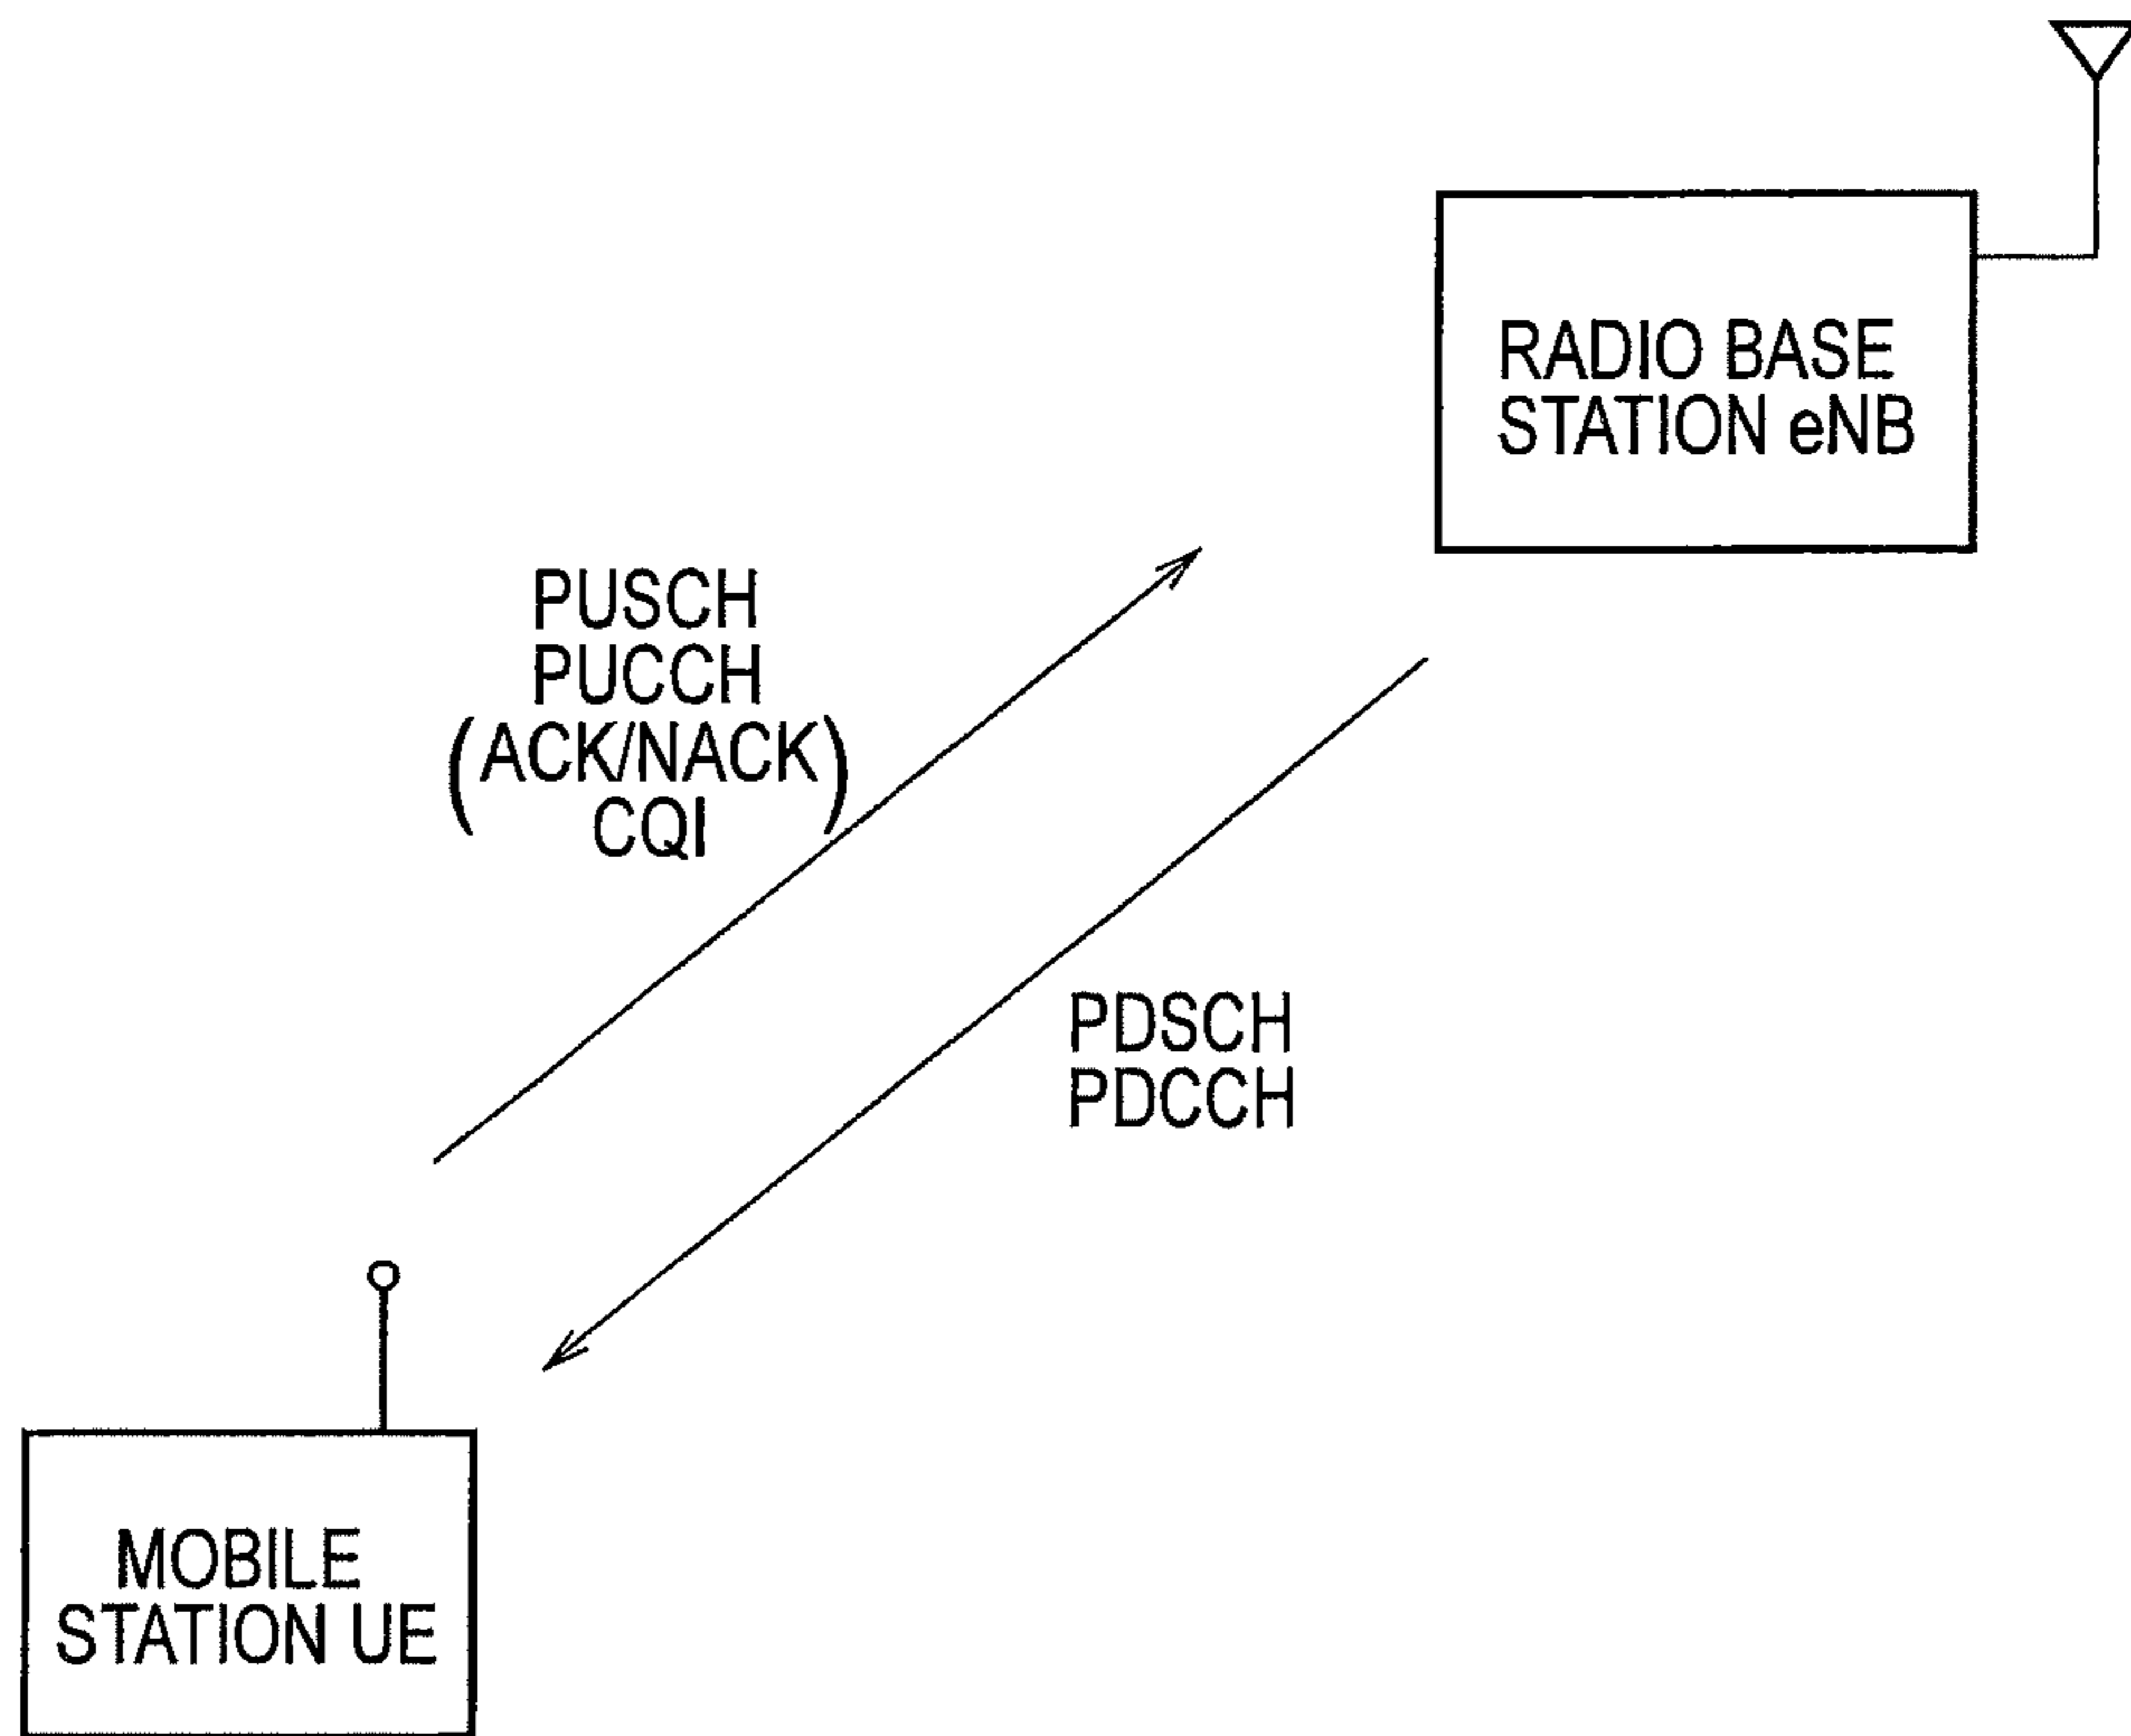 RADIO BASE
STATION eNB
PUSCH
PUCCH
(ACK/NACK)
CQI
PDSCH
PDCCH
MOBILE
STATION UE